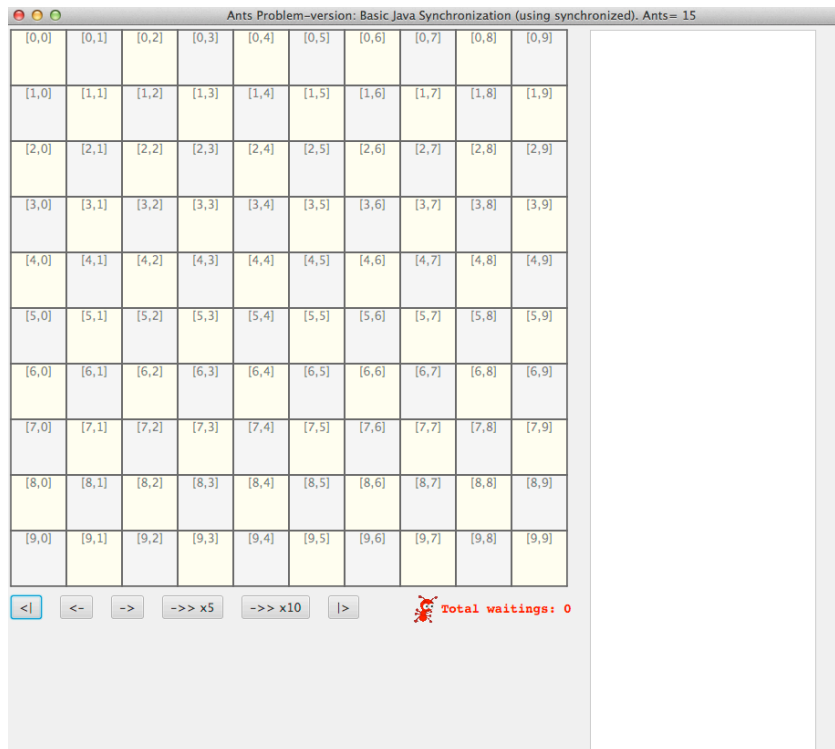 Ants Problem-version: Basic Java Synchronization (using synchronized). Ants= 15
[0,0] [0,1] [0,2] [0,3] [0,4] [0,5] [0,6] [0,7] [0,8] [0,9]
[1,0] [1,1] [1,2] [1,3] [1,4] [1,5] [1,6] [1,7] [1,8] [1,9]
[2,0] [2,1] [2,2] [2,3] [2,4] [2,5] [2,6] [2,7] [2,8] [2,9]
[3,0] [3,1] [3,2] [3,3] [3,4] [3,5] [3,6] [3,7] [3,8] [3,9]
[4,0] [4,1] [4,2] [4,3] [4,4] [4,5] [4,6] [4,7] [4,8] [4,9]
[5,0] [5,1] [5,2] [5,3] [5,4] [5,5] [5,6] [5,7] [5,8] [5,9]
[6,0] [6,1] [6,2] [6,3] [6,4] [6,5] [6,6] [6,7] [6,8] [6,9]
[7,0] [7,1] [7,2] [7,3] [7,4] [7,5] [7,6] [7,7] [7,8] [7,9]
[8,0] [8,1] [8,2] [8,3] [8,4] [8,5] [8,6] [8,7] [8,8] [8,9]
[9,0] [9,1] [9,2] [9,3] [9,4] [9,5] [9,6] [9,7] [9,8] [9,9]
<| <- -> ->> x5 ->> x10 |> Total waitings: 0